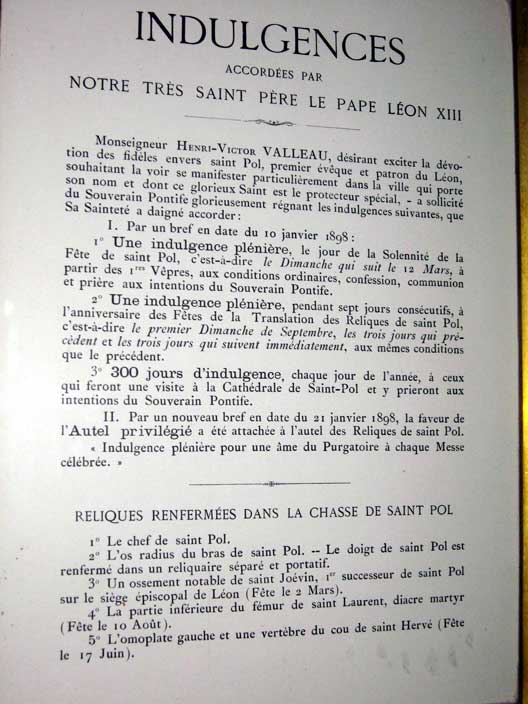 INDULGENCES
ACCORDÉES PAR
NOTRE TRÈS SAINT PÈRE LE PAPE LÉON XIII
Monseigneur HENRI-VICTOR VALLEAU, désirant exciter la dévo-
tion des fidèles envers saint Pol, premier évêque et patron du Léon,
souhaitant la voir se manifester particulièrement dans la ville qui porte
son nom et dont ce glorieux Saint est le protecteur spécial, - a sollicité
du Souverain Pontife glorieusement régnant les indulgences suivantes, que
Sa Sainteté a daigné accorder :
I. Par un bref en date du 10 janvier 1898 :
1° Une indulgence plénière, le jour de la Solennité de la
Fête de saint Pol, c'est-à-dire le Dimanche qui suit le 12 Mars, à
partir des 1res Vêpres, aux conditions ordinaires, confession, communion
et prière aux intentions du Souverain Pontife.
2° Une indulgence plénière, pendant sept jours consécutifs, à
l'anniversaire des Fêtes de la Translation des Reliques de saint Pol,
c'est-à-dire le premier Dimanche de Septembre, les trois jours qui pré-
cèdent et les trois jours qui suivent immédiatement, aux mêmes conditions
que le précédent.
3° 300 jours d'indulgence, chaque jour de l'année, à ceux
qui feront une visite à la Cathédrale de Saint-Pol et y prieront aux
intentions du Souverain Pontife.
II. Par un nouveau bref en date du 21 janvier 1898, la faveur de
l'Autel privilégié a été attachée à l'autel des Reliques de saint Pol.
« Indulgence plénière pour une âme du Purgatoire à chaque Messe
célébrée. »
RELIQUES RENFERMÉES DANS LA CHASSE DE SAINT POL
1° Le chef de saint Pol.
2° L'os radius du bras de saint Pol. -- Le doigt de saint Pol est
renfermé dans un reliquaire séparé et portatif.
3° Un ossement notable de saint Joévin, 1er successeur de saint Pol
sur le siège épiscopal de Léon (Fête le 2 Mars).
4° La partie inférieure du fémur de saint Laurent, diacre martyr
(Fête le 10 Août).
5° L'omoplate gauche et une vertèbre du cou de saint Hervé (Fête
le 17 Juin).